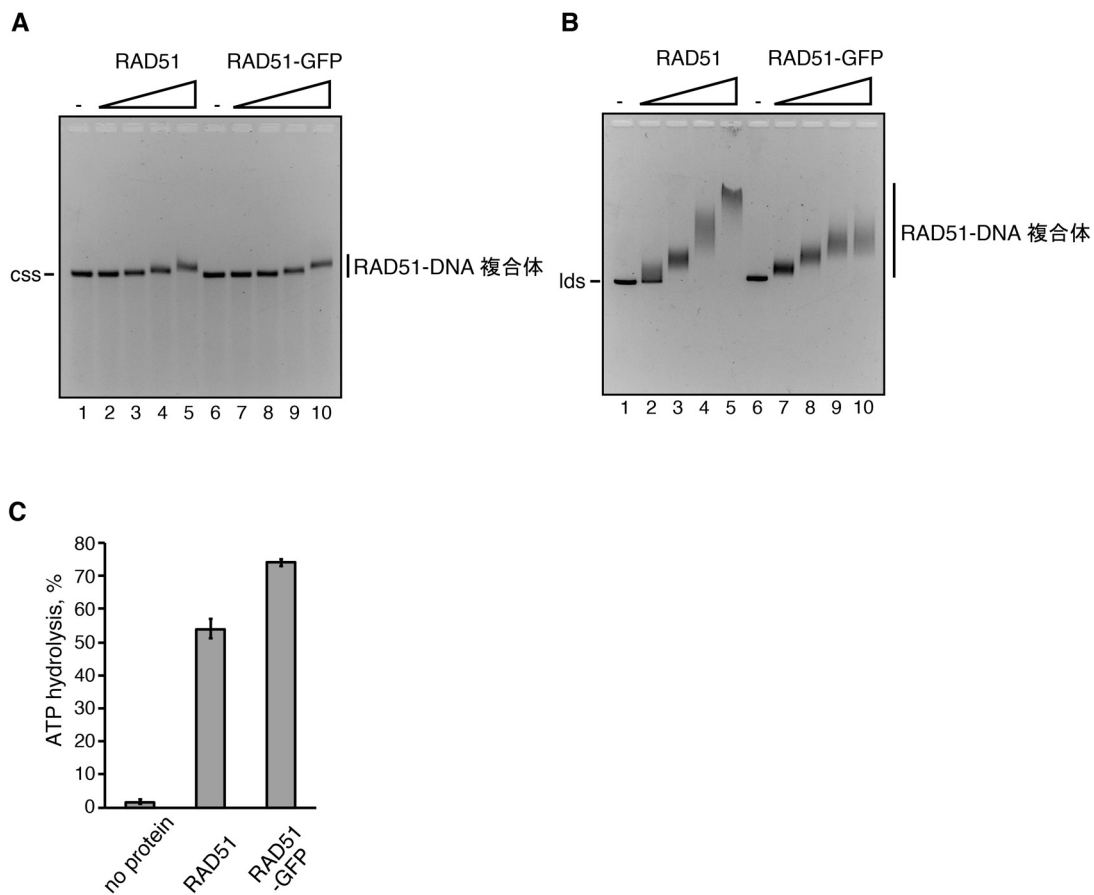 A
RAD51 RAD51-GFP
- -
css
RAD51-DNA 複合体
1 2 3 4 5 6 7 8 9 10
B
RAD51 RAD51-GFP
- -
RAD51-DNA 複合体
lds
1 2 3 4 5 6 7 8 9 10
C
ATP hydrolysis, %
80
70
60
50
40
30
20
10
0
no protein
RAD51
RAD51
-GFP